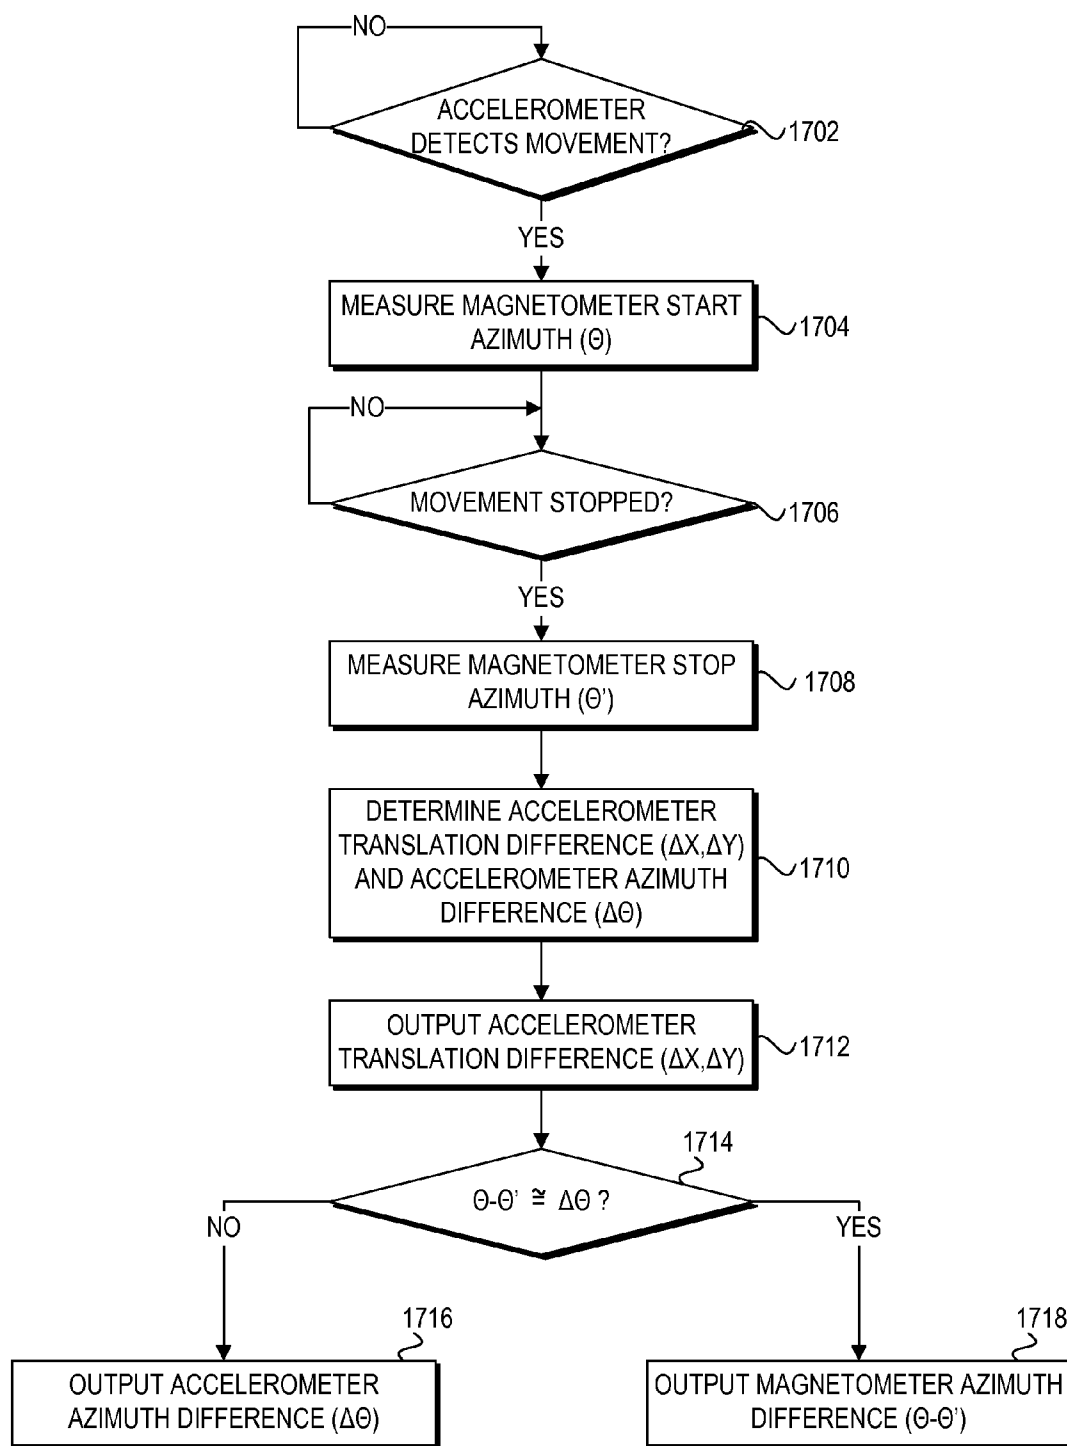 NO
ACCELEROMETER
DETECTS MOVEMENT?
1702
YES
MEASURE MAGNETOMETER START
AZIMUTH (Θ)
1704
NO
MOVEMENT STOPPED?
1706
YES
MEASURE MAGNETOMETER STOP
AZIMUTH (Θ’)
1708
DETERMINE ACCELEROMETER
TRANSLATION DIFFERENCE (ΔX,ΔY)
AND ACCELEROMETER AZIMUTH
DIFFERENCE (ΔΘ)
1710
OUTPUT ACCELEROMETER
TRANSLATION DIFFERENCE (ΔX,ΔY)
1712
1714
Θ-Θ’ ≅ ΔΘ ?
NO
YES
1716
OUTPUT ACCELEROMETER
AZIMUTH DIFFERENCE (ΔΘ)
1718
OUTPUT MAGNETOMETER AZIMUTH
DIFFERENCE (Θ-Θ’)